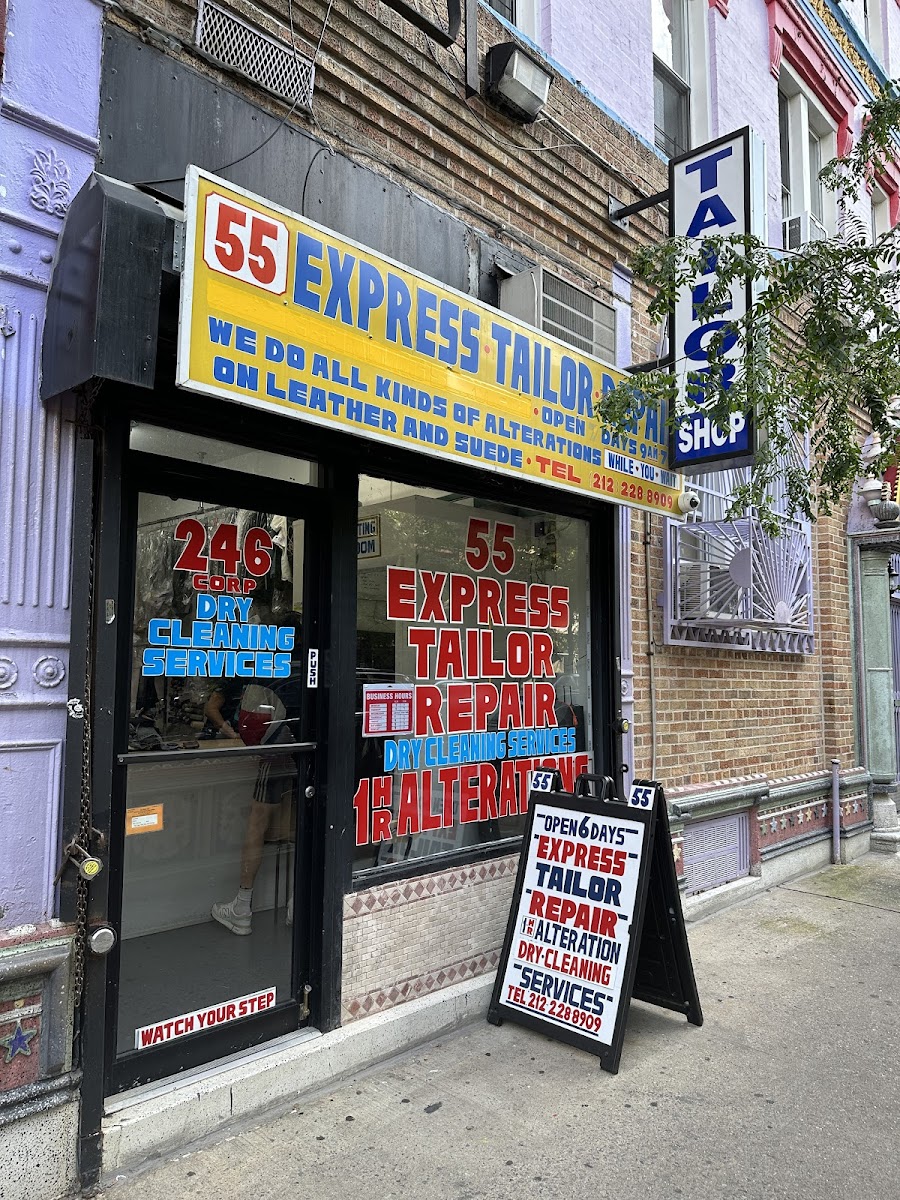 55 EXPRESS·TAILOR·REPAI
WE DO ALL KINDS OF ALTERATIONS
ON LEATHER AND SUEDE·TEL
·OPEN DAYS 9AM
WHILE·YOU·WAIT
212 228 8909
TAILOR
SHOP
246
CORP
DRY
CLEANING
SERVICES
PUSH
WATCH YOUR STEP
55
EXPRESS
TAILOR
REPAIR
DRY CLEANING SERVICES
1HR ALTERATIONS
BUSINESS HOURS
55
55
OPEN 6 DAYS
EXPRESS
TAILOR
REPAIR
1HR ALTERATION
DRY·CLEANING
SERVICES
TEL 212 228 8909